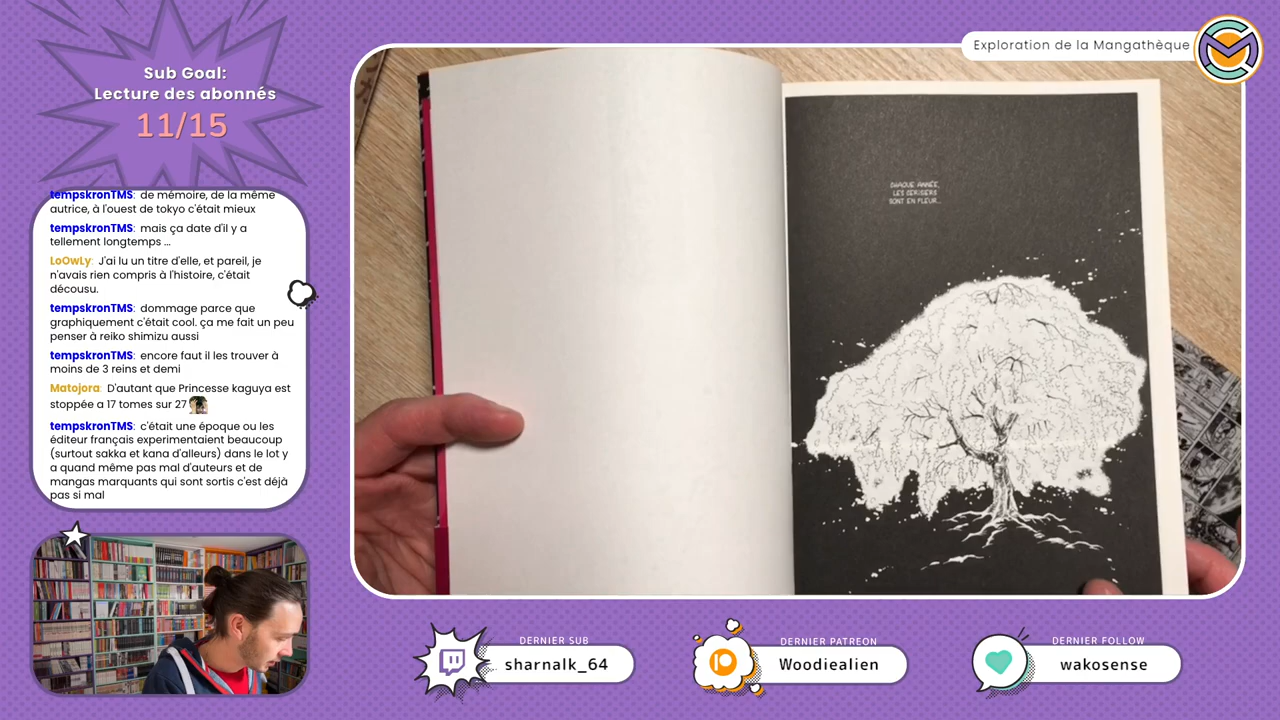 Sub Goal:
Lecture des abonnés
11/15
tempskronTMS: de mémoire, de la même
autrice, à l'ouest de tokyo c'était mieux
tempskronTMS: mais ça date d'il y a
tellement longtemps ...
LoOwLy: J'ai lu un titre d'elle, et pareil, je
n'avais rien compris à l'histoire, c'était
décousu.
tempskronTMS: dommage parce que
graphiquement c'était cool. ça me fait un peu
penser à reiko shimizu aussi
tempskronTMS: encore faut il les trouver à
moins de 3 reins et demi
Matojora: D'autant que Princesse kaguya est
stoppée a 17 tomes sur 27
tempskronTMS: c'était une époque ou les
éditeur français experimentaient beaucoup
(surtout sakka et kana d'alleurs) dans le lot y
a quand même pas mal d'auteurs et de
mangas marquants qui sont sortis c'est déjà
pas si mal
Exploration de la Mangathèque
CHAQUE ANNÉE,
LES CERISIERS
SONT EN FLEUR...
DERNIER SUB
sharnalk_64
DERNIER PATREON
Woodiealien
DERNIER FOLLOW
wakosense